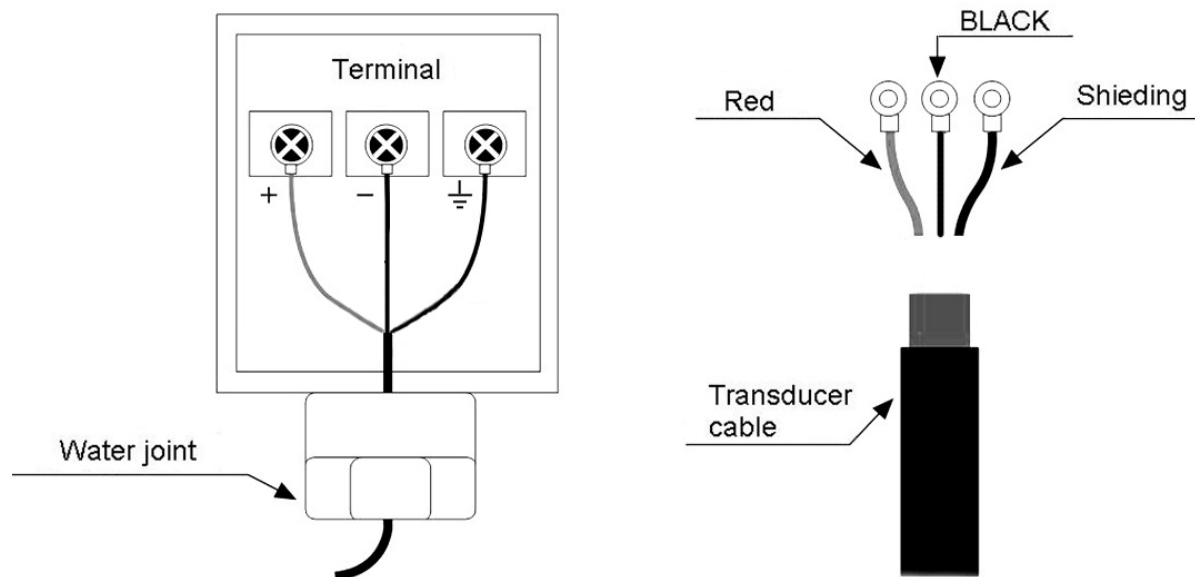 Terminal
+
−
Water joint
BLACK
Red
Shieding
Transducer
cable